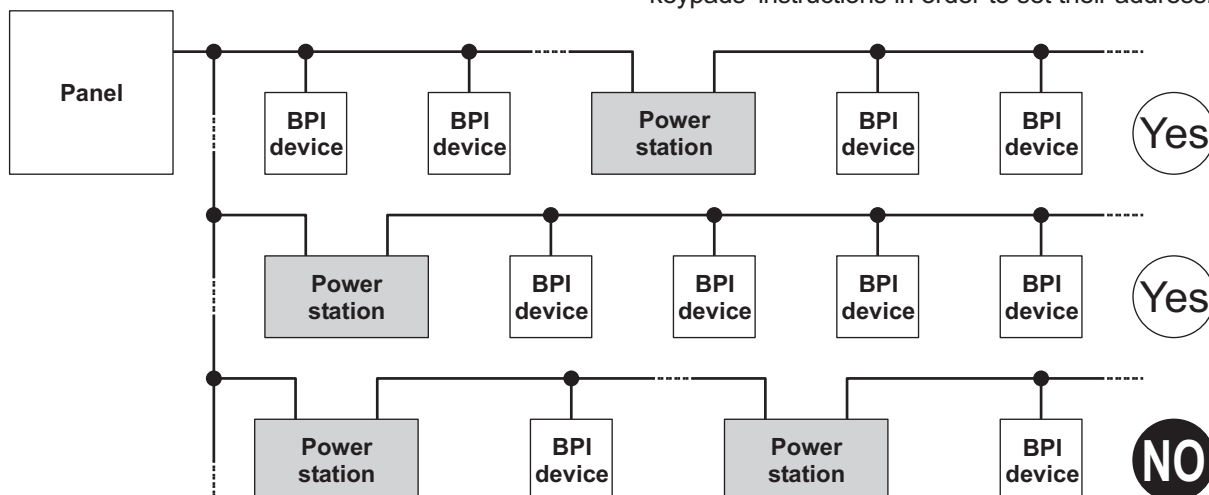 keypads' instructions in order to set their address.
Panel
BPI
device
BPI
device
Power
station
BPI
device
BPI
device
Yes
Power
station
BPI
device
BPI
device
BPI
device
BPI
device
Yes
Power
station
BPI
device
Power
station
BPI
device
NO